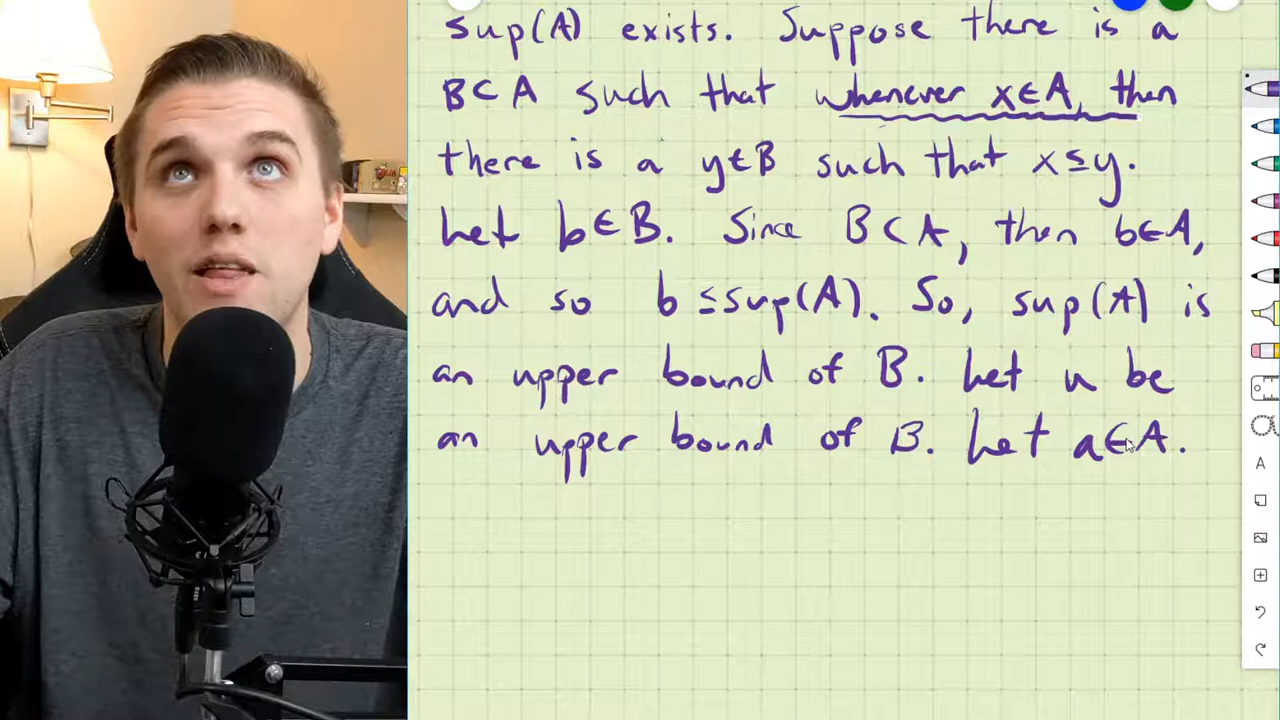 sup(A) exists. Suppose there is a
B⊂A such that whenever x∈A, then
there is a y∈B such that x≤y.
Let b∈B. Since B⊂A, then b∈A,
and so b≤sup(A). So, sup(A) is
an upper bound of B. Let u be
an upper bound of B. Let a∈A.
A